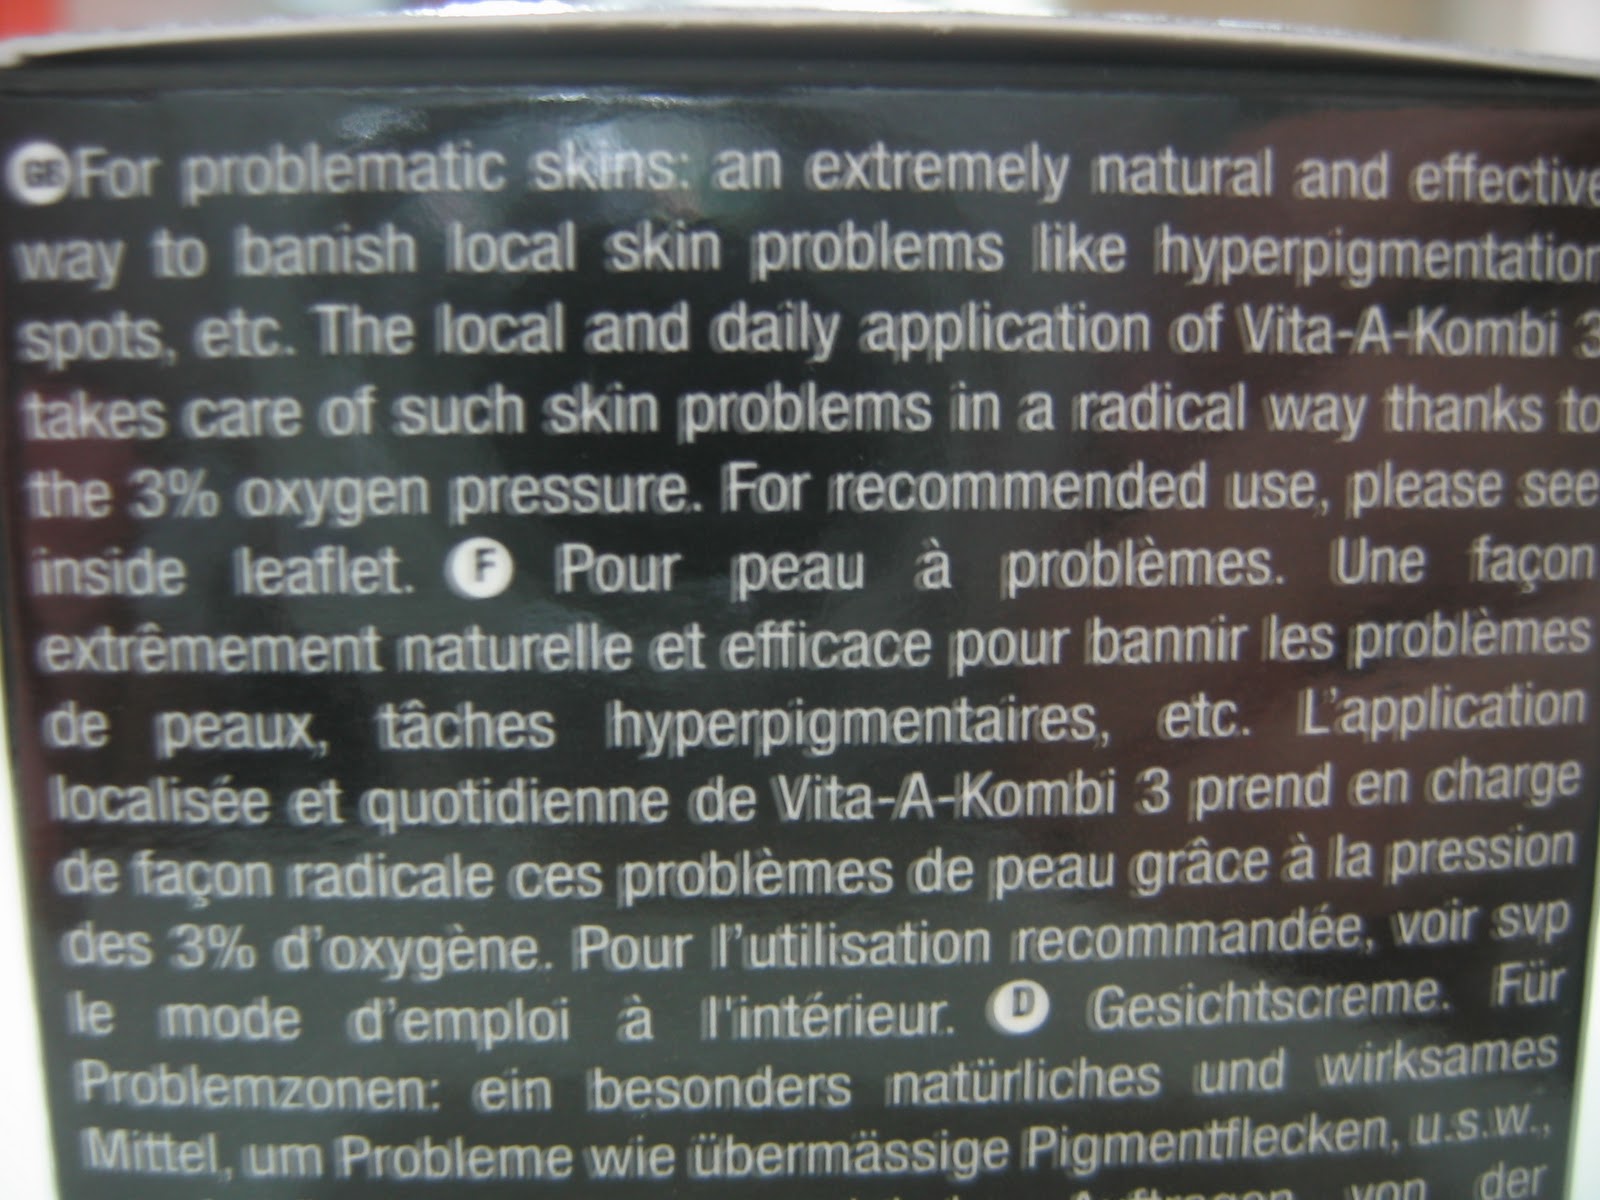 GB For problematic skins: an extremely natural and effective
way to banish local skin problems like hyperpigmentation
spots, etc. The local and daily application of Vita-A-Kombi 3
takes care of such skin problems in a radical way thanks to
the 3% oxygen pressure. For recommended use, please see
inside leaflet. F Pour peau à problèmes. Une façon
extrêmement naturelle et efficace pour bannir les problèmes
de peaux, tâches hyperpigmentaires, etc. L'application
localisée et quotidienne de Vita-A-Kombi 3 prend en charge
de façon radicale ces problèmes de peau grâce à la pression
des 3% d'oxygène. Pour l'utilisation recommandée, voir svp
le mode d'emploi à l'intérieur. D Gesichtscreme. Für
Problemzonen: ein besonders natürliches und wirksames
Mittel, um Probleme wie übermässige Pigmentflecken, u.s.w.,
Auftragen von der